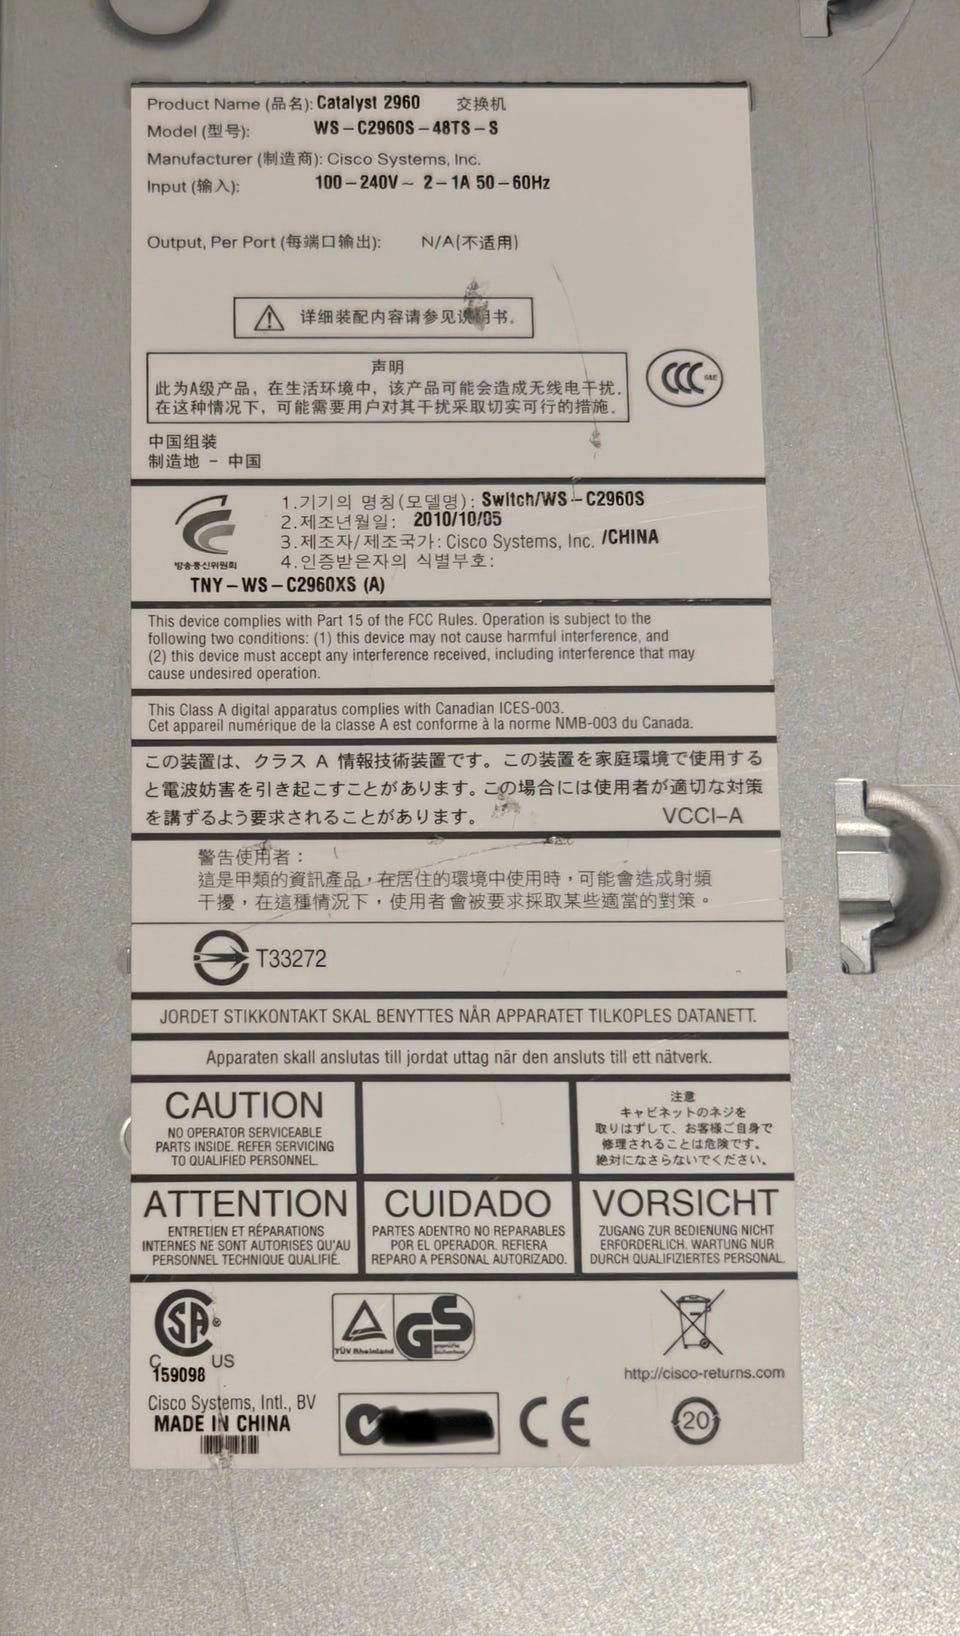 Product Name (品名): Catalyst 2960 交换机
Model (型号): WS-C2960S-48TS-S
Manufacturer (制造商): Cisco Systems, Inc.
Input (输入): 100-240V~ 2-1A 50-60Hz
Output, Per Port (每端口输出): N/A(不适用)
详细装配内容请参见说明书。
声明
此为A级产品，在生活环境中，该产品可能会造成无线电干扰.
在这种情况下，可能需要用户对其干扰采取切实可行的措施.
CCC S&E
中国组装
制造地 - 中国
1.기기의 명칭(모델명): Switch/WS-C2960S
2.제조년월일: 2010/10/05
3.제조자/제조국가: Cisco Systems, Inc. /CHINA
4.인증받은자의 식별부호:
방송통신위원회
TNY-WS-C2960XS (A)
This device complies with Part 15 of the FCC Rules. Operation is subject to the
following two conditions: (1) this device may not cause harmful interference, and
(2) this device must accept any interference received, including interference that may
cause undesired operation.
This Class A digital apparatus complies with Canadian ICES-003.
Cet appareil numérique de la classe A est conforme à la norme NMB-003 du Canada.
この装置は、クラス A 情報技術装置です。この装置を家庭環境で使用する
と電波妨害を引き起こすことがあります。この場合には使用者が適切な対策
を講ずるよう要求されることがあります。 VCCI-A
警告使用者：
這是甲類的資訊產品，在居住的環境中使用時，可能會造成射頻
干擾，在這種情況下，使用者會被要求採取某些適當的對策。
T33272
JORDET STIKKONTAKT SKAL BENYTTES NÅR APPARATET TILKOPLES DATANETT.
Apparaten skall anslutas till jordat uttag när den ansluts till ett nätverk.
CAUTION
NO OPERATOR SERVICEABLE
PARTS INSIDE. REFER SERVICING
TO QUALIFIED PERSONNEL.
注意
キャビネットのネジを
取りはずして、お客様ご自身で
修理されることは危険です。
絶対になさらないでください。
ATTENTION
ENTRETIEN ET RÉPARATIONS
INTERNES NE SONT AUTORISES QU'AU
PERSONNEL TECHNIQUE QUALIFIÉ.
CUIDADO
PARTES ADENTRO NO REPARABLES
POR EL OPERADOR. REFIERA
REPARO A PERSONAL AUTORIZADO.
VORSICHT
ZUGANG ZUR BEDIENUNG NICHT
ERFORDERLICH. WARTUNG NUR
DURCH QUALIFIZIERTES PERSONAL.
SA ®
C US
159098
TÜV Rheinland
GS
geprüfte
Sicherheit
http://cisco-returns.com
Cisco Systems, Intl., BV
MADE IN CHINA
CE
20